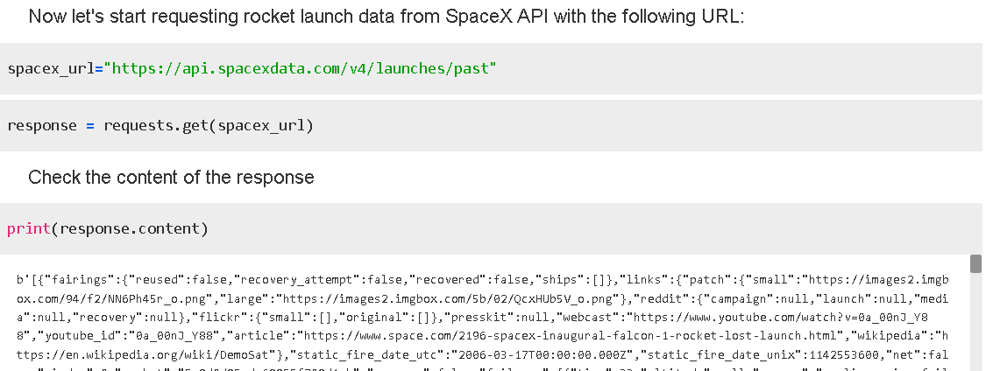 Now let's start requesting rocket launch data from SpaceX API with the following URL:
spacex_url="https://api.spacexdata.com/v4/launches/past"
response = requests.get(spacex_url)
Check the content of the response
print(response.content)
b'[{"fairings":{"reused":false,"recovery_attempt":false,"recovered":false,"ships":[]},"links":{"patch":{"small":"https://images2.imgb
ox.com/94/f2/NN6Ph45r_o.png","large":"https://images2.imgbox.com/5b/02/QcxHUb5V_o.png"},"reddit":{"campaign":null,"launch":null,"medi
a":null,"recovery":null},"flickr":{"small":[],"original":[]},"presskit":null,"webcast":"https://www.youtube.com/watch?v=0a_00nJ_Y8
8","youtube_id":"0a_00nJ_Y88","article":"https://www.space.com/2196-spacex-inaugural-falcon-1-rocket-lost-launch.html","wikipedia":"h
ttps://en.wikipedia.org/wiki/DemoSat"},"static_fire_date_utc":"2006-03-17T00:00:00.000Z","static_fire_date_unix":1142553600,"net":fal